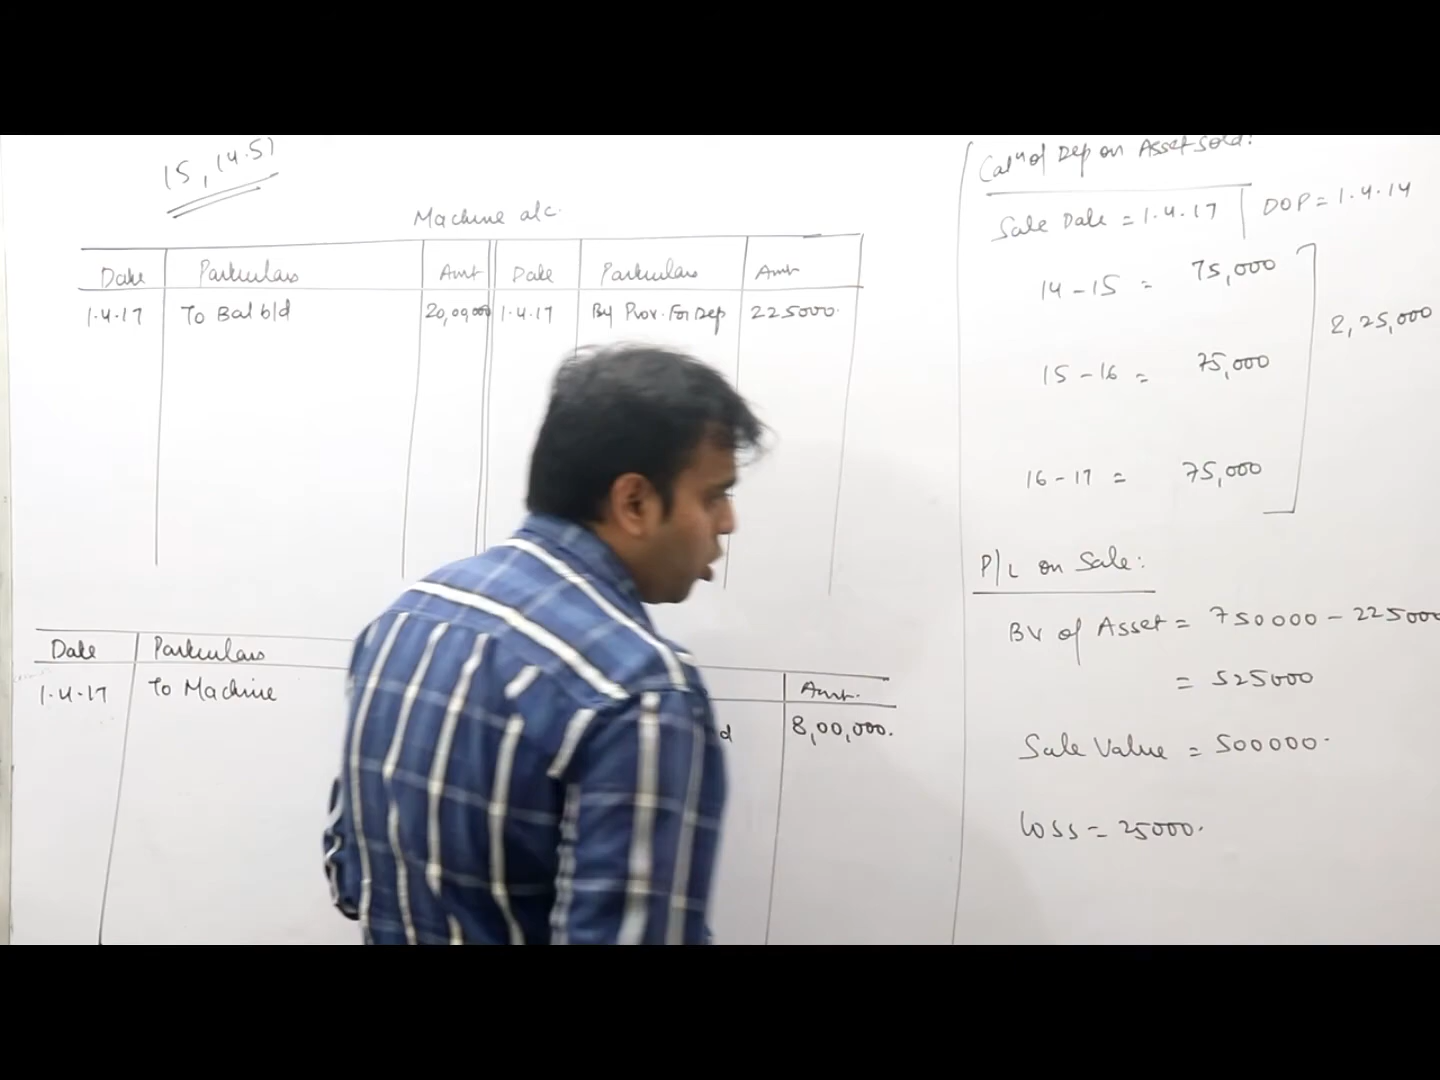 15, 14.5)
Machine a/c.
Date Particulars Amt Date Particulars Amt
1.4.17 To Bal b/d 20,00,000 1.4.17 By Prov. For Dep 225000.
Date Particulars Amt.
1.4.17 To Machine d 8,00,000.
Calⁿ of Dep on Asset Sold:
Sale Date = 1.4.17 DOP = 1.4.14
14-15 = 75,000
2,25,000
15-16 = 75,000
16-17 = 75,000
P/L on Sale:
BV of Asset = 750000 - 225000
= 525000
Sale Value = 500000.
Loss = 25000.